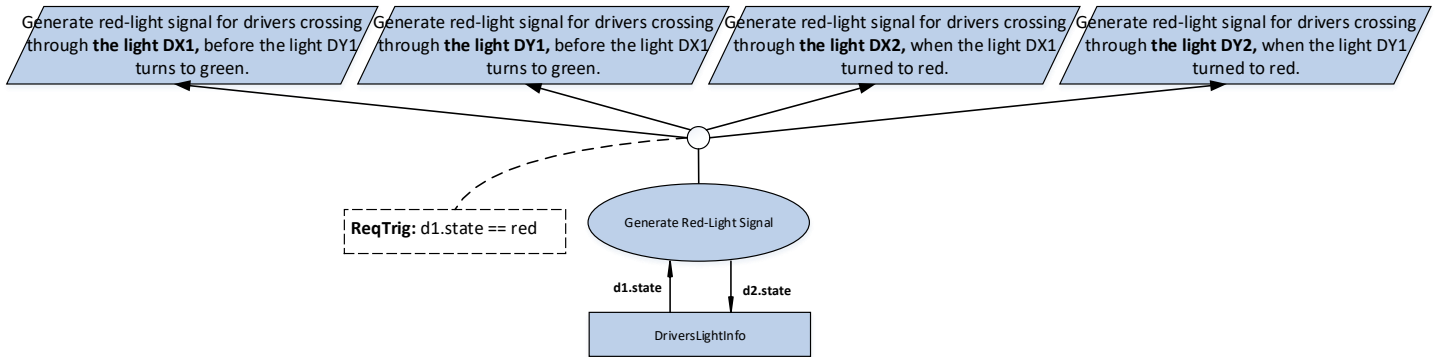 Generate red-light signal for drivers crossing
through the light DX1, before the light DY1
turns to green.
Generate red-light signal for drivers crossing
through the light DY1, before the light DX1
turns to green.
Generate red-light signal for drivers crossing
through the light DX2, when the light DX1
turned to red.
Generate red-light signal for drivers crossing
through the light DY2, when the light DY1
turned to red.
ReqTrig: d1.state == red
Generate Red-Light Signal
d1.state
d2.state
DriversLightInfo